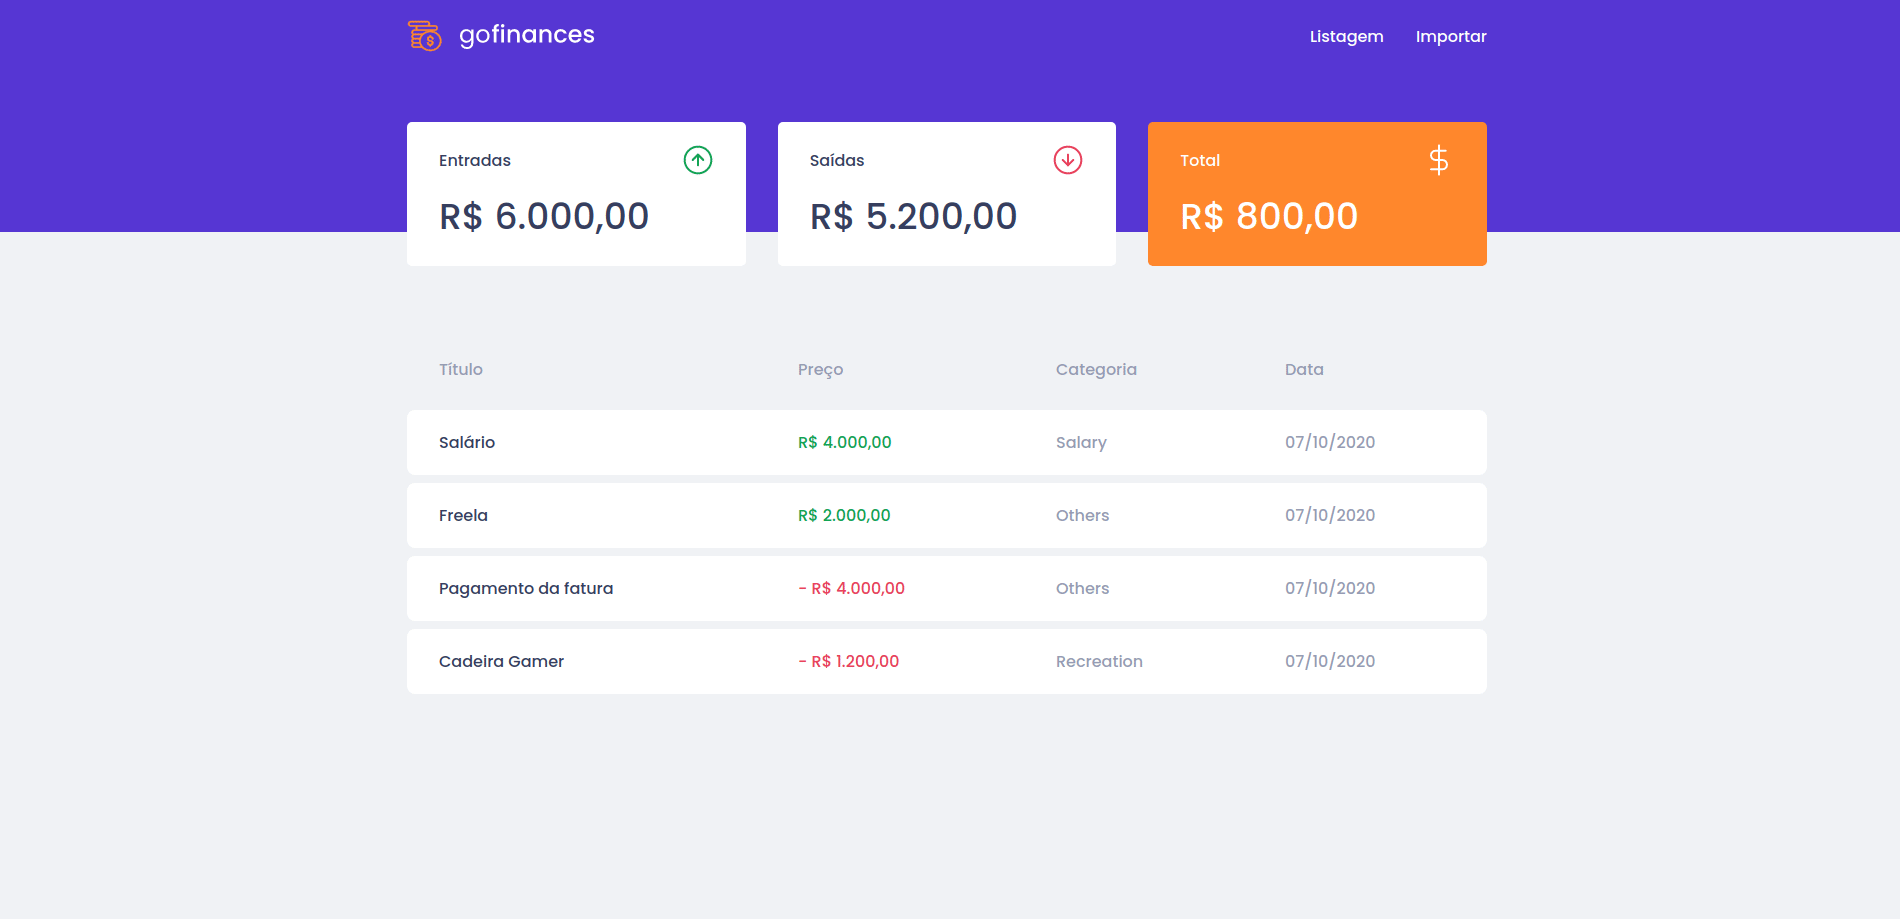 gofinances Listagem Importar
Entradas Saídas Total $
R$ 6.000,00 R$ 5.200,00 R$ 800,00
Título Preço Categoria Data
Salário R$ 4.000,00 Salary 07/10/2020
Freela R$ 2.000,00 Others 07/10/2020
Pagamento da fatura - R$ 4.000,00 Others 07/10/2020
Cadeira Gamer - R$ 1.200,00 Recreation 07/10/2020